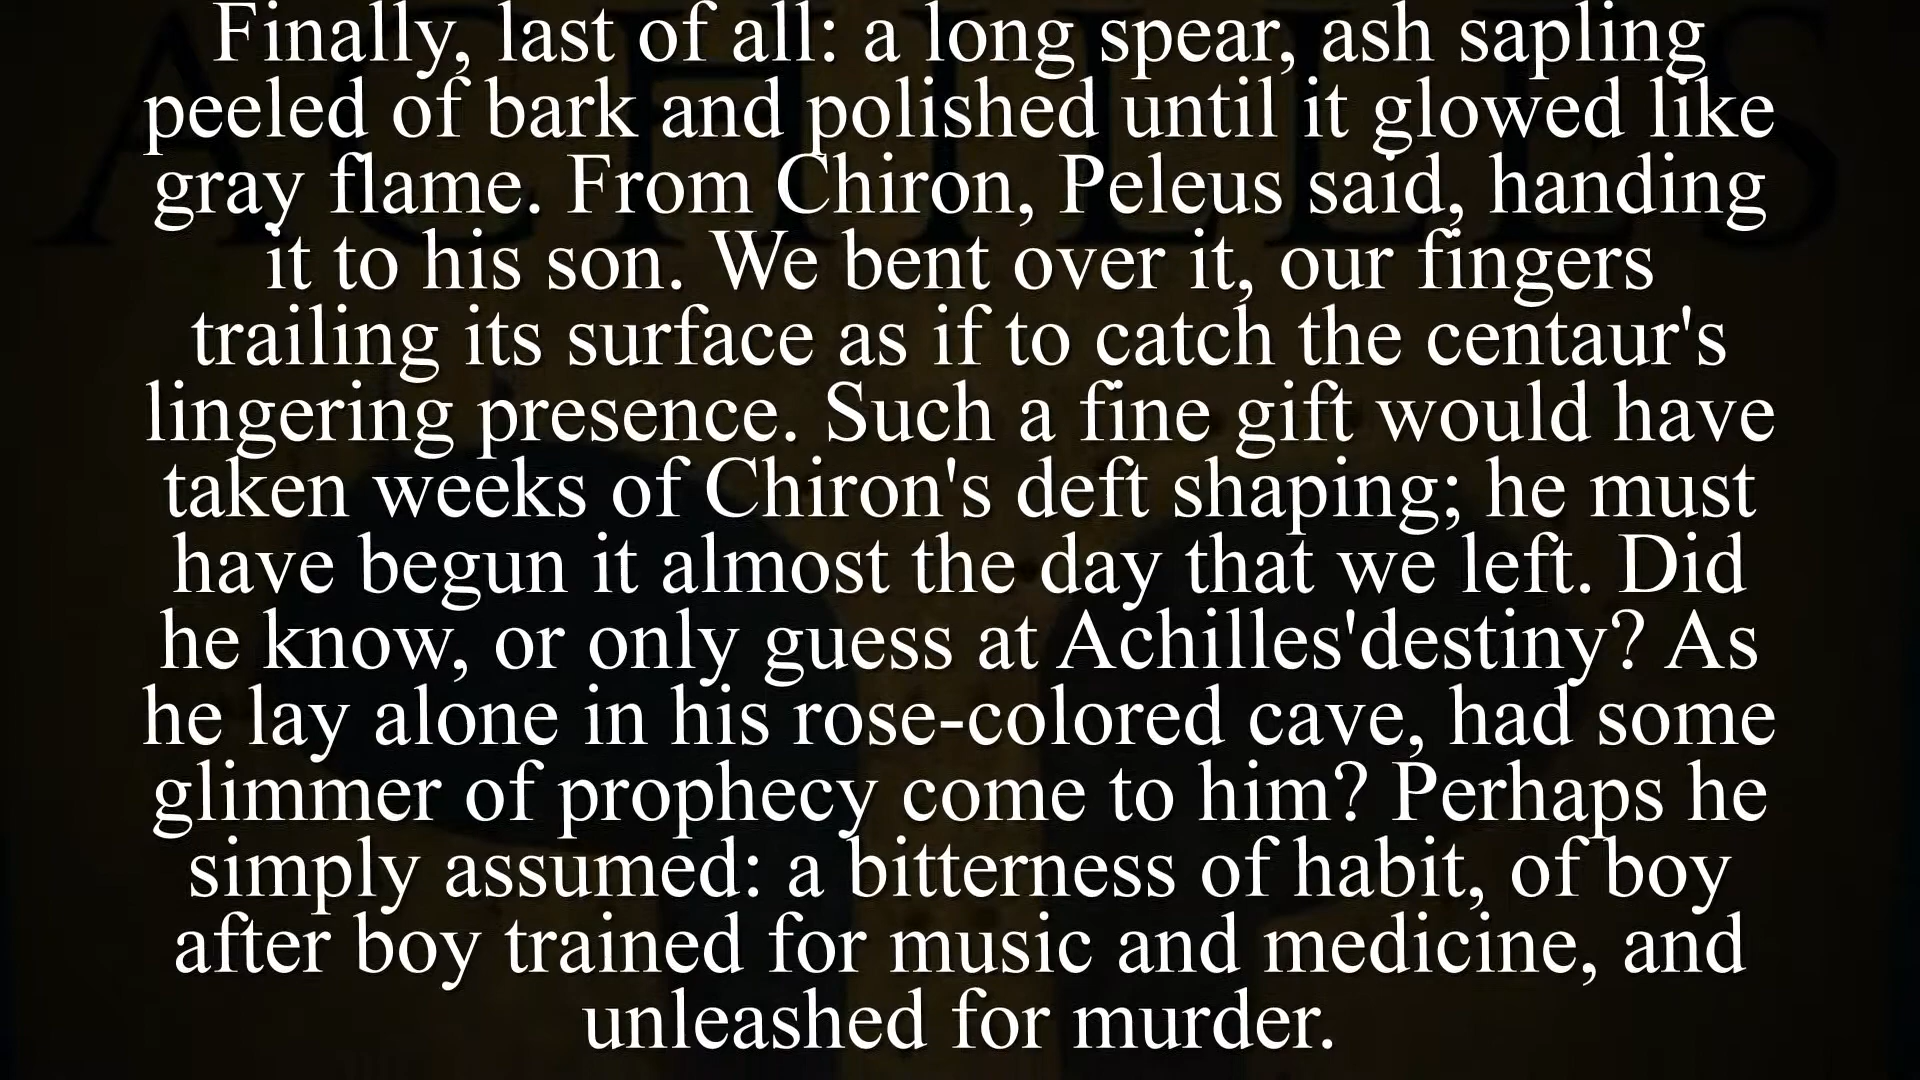 Finally, last of all: a long spear, ash sapling
peeled of bark and polished until it glowed like
gray flame. From Chiron, Peleus said, handing
it to his son. We bent over it, our fingers
trailing its surface as if to catch the centaur's
lingering presence. Such a fine gift would have
taken weeks of Chiron's deft shaping; he must
have begun it almost the day that we left. Did
he know, or only guess at Achilles'destiny? As
he lay alone in his rose-colored cave, had some
glimmer of prophecy come to him? Perhaps he
simply assumed: a bitterness of habit, of boy
after boy trained for music and medicine, and
unleashed for murder.
ACHILLES